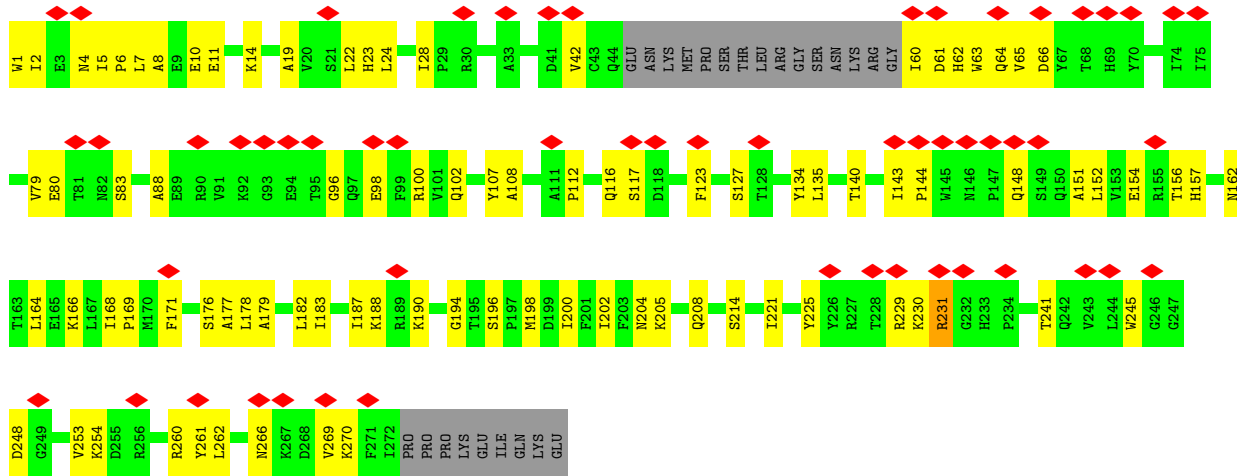 W1 I2 E3 N4 I5 P6 L7 A8 E9 E10 E11 K14 A19 V20 S21 L22 H23 L24 I28 P29 R30 A33 D41 V42 C43 Q44 GLU ASN LYS MET PRO SER THR LEU ARG GLY SER ASN LYS ARG GLY I60 D61 H62 W63 Q64 V65 D66 Y67 T68 H69 Y70 I74 I75
V79 E80 T81 N82 S83 A88 E89 R90 V91 K92 G93 E94 T95 G96 Q97 E98 F99 R100 V101 Q102 Y107 A108 A111 P112 Q116 S117 D118 F123 S127 T128 Y134 L135 T140 I143 P144 W145 N146 P147 Q148 S149 Q150 A151 L152 V153 E154 R155 T156 H157 N162
T163 L164 E165 K166 L167 I168 P169 M170 F171 S176 A177 L178 A179 L182 I183 I187 K188 R189 K190 G194 T195 S196 P197 M198 D199 I200 F201 I202 F203 N204 K205 Q208 S214 I221 Y225 Y226 R227 T228 R229 K230 R231 G232 H233 P234 T241 Q242 V243 L244 W245 G246 G247
D248 G249 V253 K254 D255 R256 R260 Y261 L262 N266 K267 D268 V269 K270 F271 I272 PRO PRO PRO LYS GLU ILE GLN LYS GLU